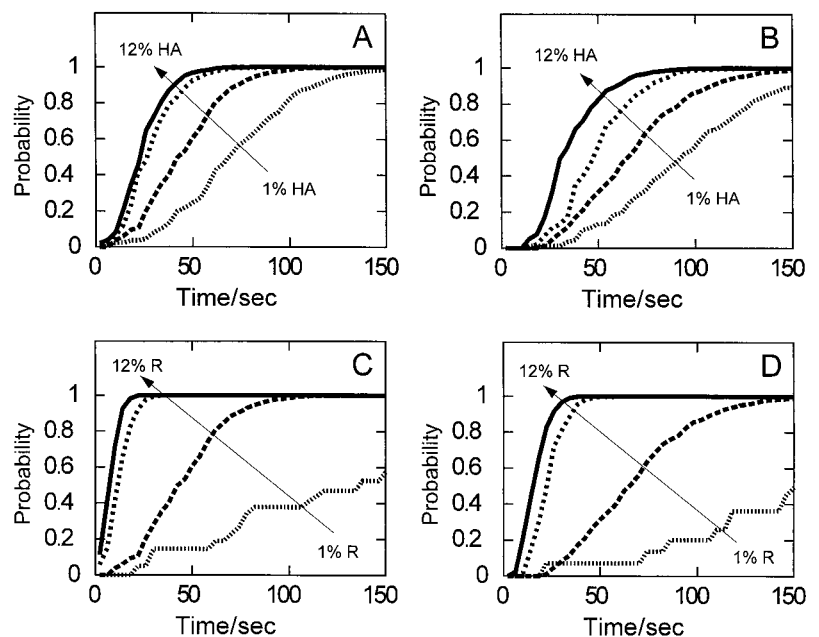 A
12% HA
1% HA
Probability
1
0.8
0.6
0.4
0.2
0
0 50 100 150
Time/sec
B
12% HA
1% HA
Probability
1
0.8
0.6
0.4
0.2
0
0 50 100 150
Time/sec
C
12% R
1% R
Probability
1
0.8
0.6
0.4
0.2
0
0 50 100 150
Time/sec
D
12% R
1% R
Probability
1
0.8
0.6
0.4
0.2
0
0 50 100 150
Time/sec